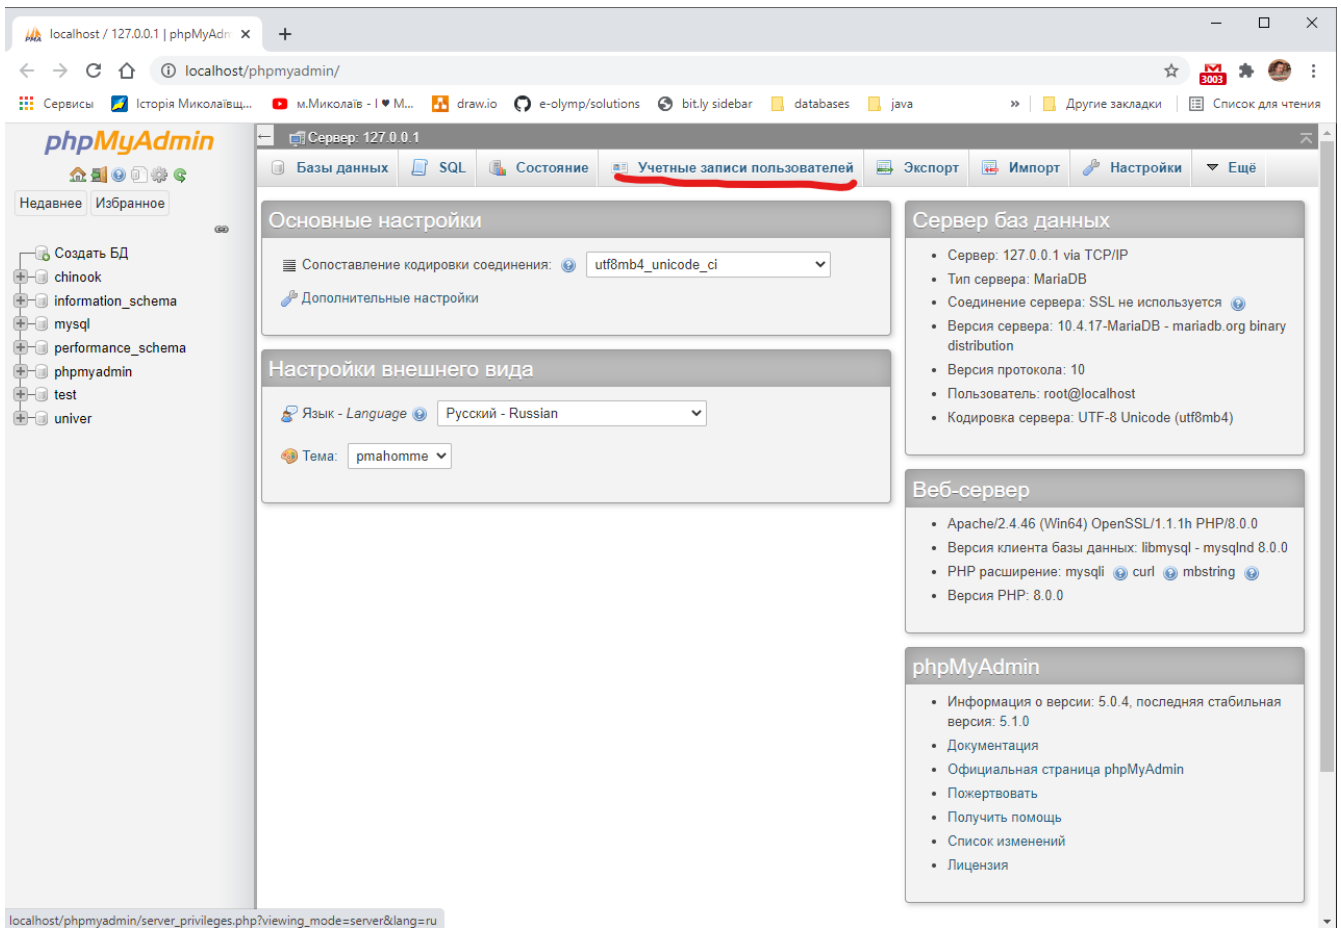 localhost / 127.0.0.1 | phpMyAdm
localhost/phpmyadmin/
3003
Сервисы
Історія Миколаївщ...
м.Миколаїв - I ♥ M...
draw.io
e-olymp/solutions
bit.ly sidebar
databases
java
»
Другие закладки
Список для чтения
phpMyAdmin
Недавнее
Избранное
Создать БД
chinook
information_schema
mysql
performance_schema
phpmyadmin
test
univer
Сервер: 127.0.0.1
Базы данных
SQL
Состояние
Учетные записи пользователей
Экспорт
Импорт
Настройки
Ещё
Основные настройки
Сопоставление кодировки соединения:
utf8mb4_unicode_ci
Дополнительные настройки
Настройки внешнего вида
Язык - Language
Русский - Russian
Тема:
pmahomme
Сервер баз данных
• Сервер: 127.0.0.1 via TCP/IP
• Тип сервера: MariaDB
• Соединение сервера: SSL не используется
• Версия сервера: 10.4.17-MariaDB - mariadb.org binary
distribution
• Версия протокола: 10
• Пользователь: root@localhost
• Кодировка сервера: UTF-8 Unicode (utf8mb4)
Веб-сервер
• Apache/2.4.46 (Win64) OpenSSL/1.1.1h PHP/8.0.0
• Версия клиента базы данных: libmysql - mysqlnd 8.0.0
• PHP расширение: mysqli curl mbstring
• Версия PHP: 8.0.0
phpMyAdmin
• Информация о версии: 5.0.4, последняя стабильная
версия: 5.1.0
• Документация
• Официальная страница phpMyAdmin
• Пожертвовать
• Получить помощь
• Список изменений
• Лицензия
localhost/phpmyadmin/server_privileges.php?viewing_mode=server&lang=ru